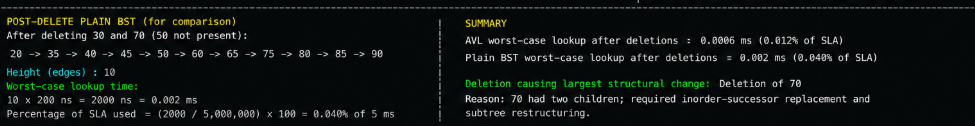 POST-DELETE PLAIN BST (for comparison)
After deleting 30 and 70 (50 not present):
20 -> 35 -> 40 -> 45 -> 50 -> 60 -> 65 -> 75 -> 80 -> 85 -> 90
Height (edges) : 10
Worst-case lookup time:
10 x 200 ns = 2000 ns = 0.002 ms
Percentage of SLA used = (2000 / 5,000,000) x 100 = 0.040% of 5 ms
SUMMARY
AVL worst-case lookup after deletions : 0.0006 ms (0.012% of SLA)
Plain BST worst-case lookup after deletions = 0.002 ms (0.040% of SLA)
Deletion causing largest structural change: Deletion of 70
Reason: 70 had two children; required inorder-successor replacement and
subtree restructuring.